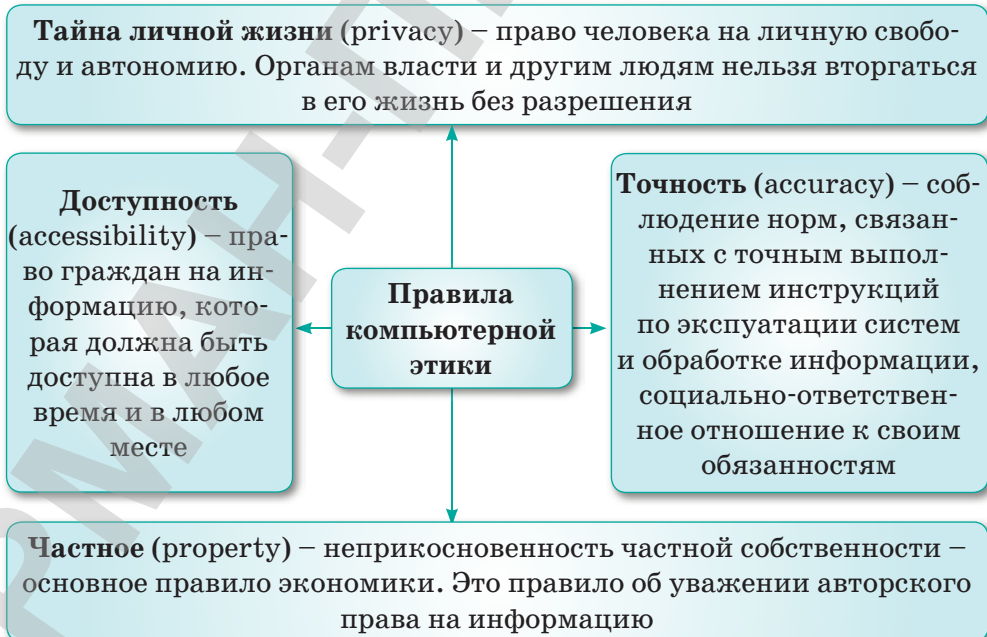 Тайна личной жизни (privacy) – право человека на личную свобо-
ду и автономию. Органам власти и другим людям нельзя вторгаться
в его жизнь без разрешения
Доступность
(accessibility) – пра-
во граждан на ин-
формацию, кото-
рая должна быть
доступна в любое
время и в любом
месте
Правила
компьютерной
этики
Точность (accuracy) – соб-
людение норм, связан-
ных с точным выпол-
нением инструкций
по экспуатации систем
и обработке информации,
социально-ответствен-
ное отношение к своим
обязанностям
Частное (property) – неприкосновенность частной собственности –
основное правило экономики. Это правило об уважении авторского
права на информацию